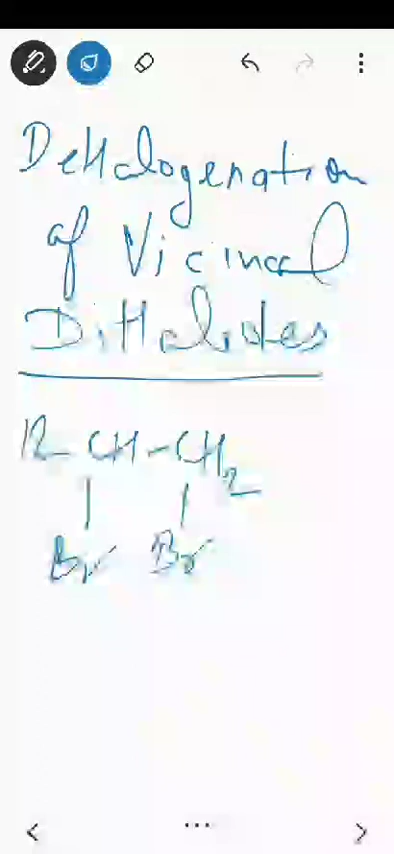 DeHalogenation
of Vicinal
DiHalides
R-CH-CH2
| |
Br Br